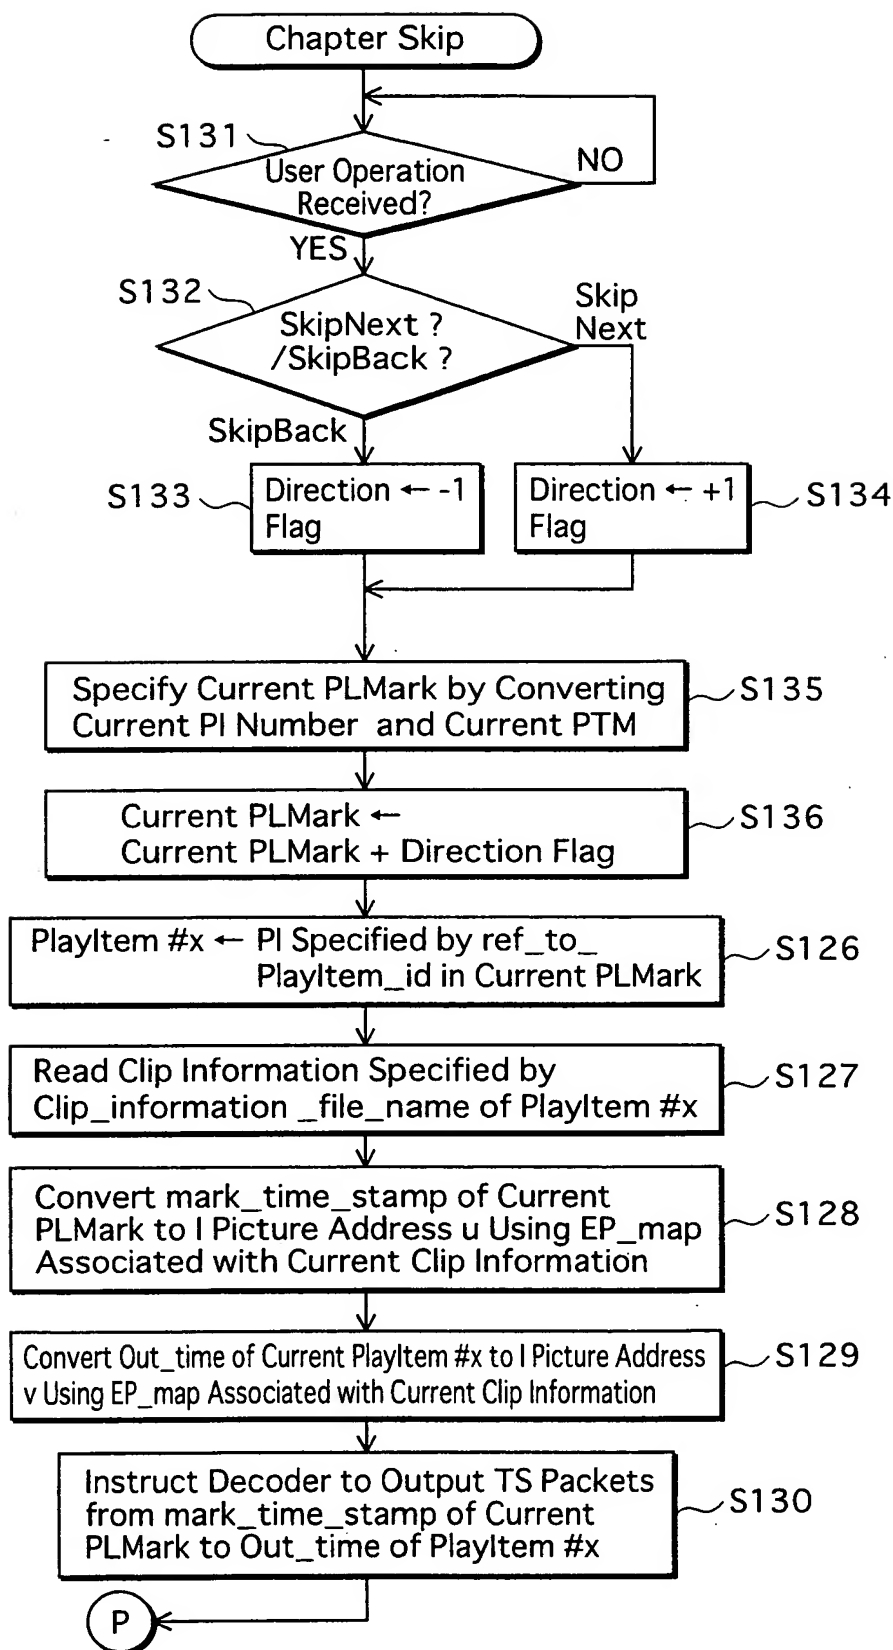 Chapter Skip
S131
User Operation
Received?
NO
YES
S132
SkipNext ?
/SkipBack ?
Skip
Next
SkipBack
S133
Direction ← -1
Flag
Direction ← +1
Flag
S134
Specify Current PLMark by Converting
Current PI Number and Current PTM
S135
Current PLMark ←
Current PLMark + Direction Flag
S136
PlayItem #x ← PI Specified by ref_to_
PlayItem_id in Current PLMark
S126
Read Clip Information Specified by
Clip_information _file_name of PlayItem #x
S127
Convert mark_time_stamp of Current
PLMark to I Picture Address u Using EP_map
Associated with Current Clip Information
S128
Convert Out_time of Current PlayItem #x to I Picture Address
v Using EP_map Associated with Current Clip Information
S129
Instruct Decoder to Output TS Packets
from mark_time_stamp of Current
PLMark to Out_time of PlayItem #x
S130
P